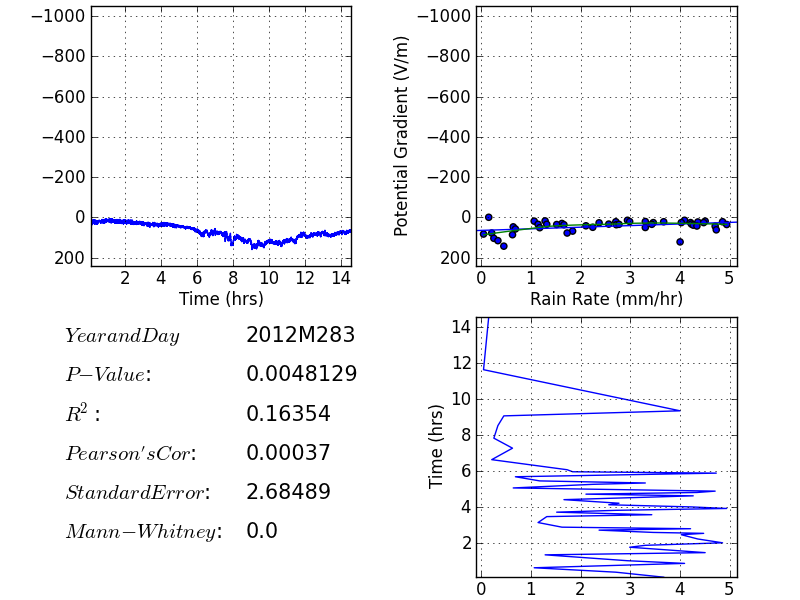 −1000
−800
−600
−400
−200
0
200
2 4 6 8 10 12 14
Time (hrs)
Potential Gradient (V/m)
−1000
−800
−600
−400
−200
0
200
0 1 2 3 4 5
Rain Rate (mm/hr)
YearandDay 2012M283
P−Value: 0.0048129
R²: 0.16354
Pearson'sCor: 0.00037
StandardError: 2.68489
Mann−Whitney: 0.0
Time (hrs)
14
12
10
8
6
4
2
0 1 2 3 4 5